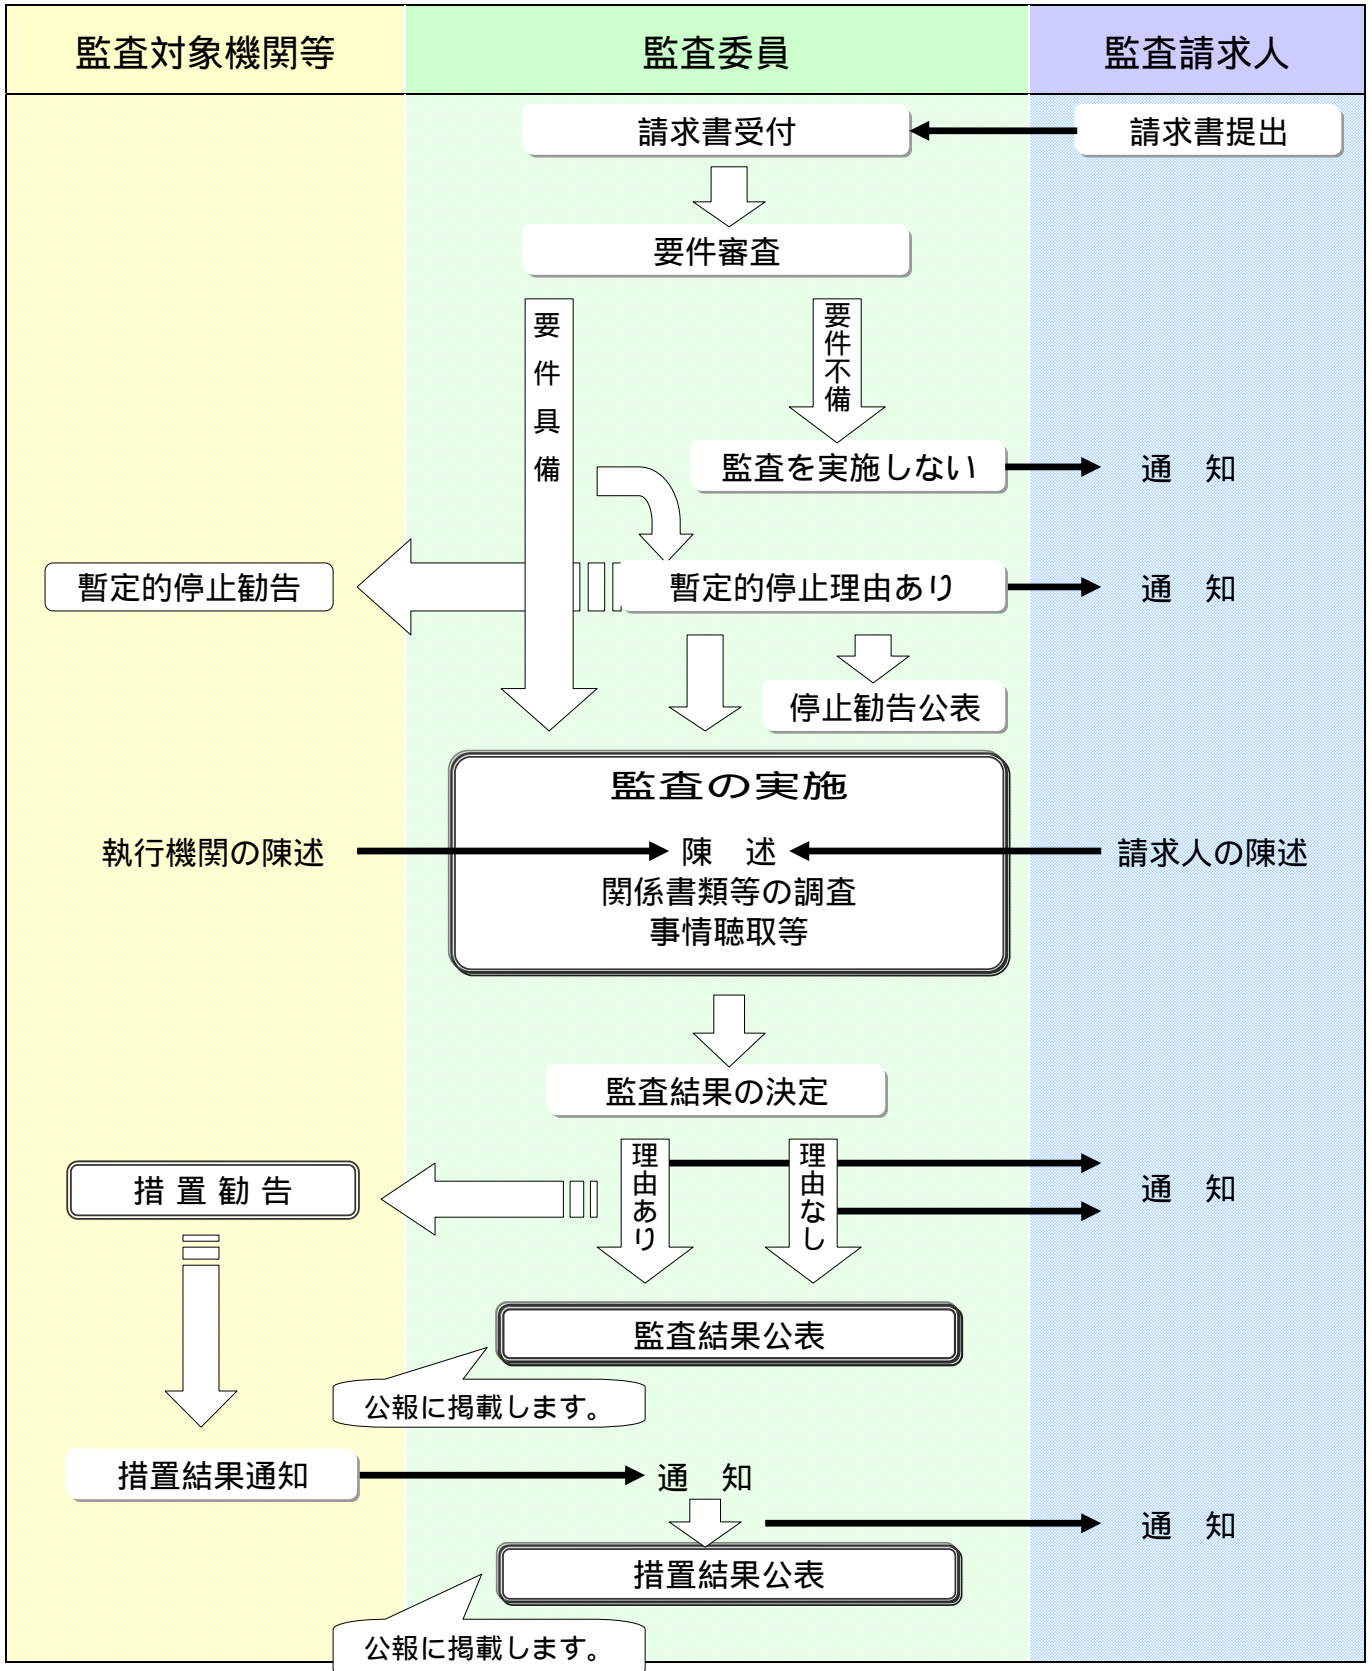 監査対象機関等
監査委員
監査請求人
請求書受付
請求書提出
要件審査
要件具備
要件不備
監査を実施しない
通　知
暫定的停止勧告
暫定的停止理由あり
通　知
停止勧告公表
監査の実施
執行機関の陳述
陳　述
請求人の陳述
関係書類等の調査
事情聴取等
監査結果の決定
措置勧告
理由あり
理由なし
通　知
監査結果公表
公報に掲載します。
措置結果通知
通　知
通　知
措置結果公表
公報に掲載します。